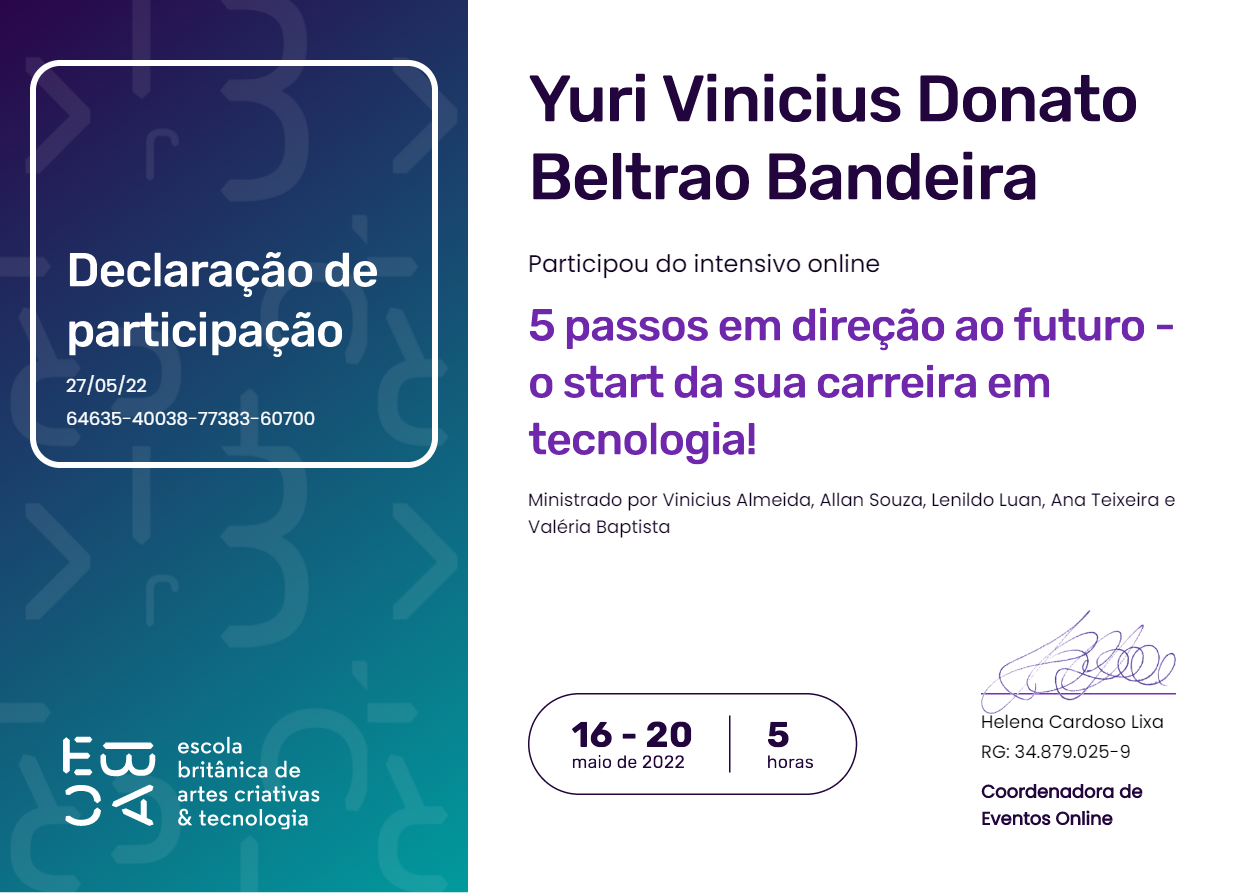 Declaração de
participação
27/05/22
64635-40038-77383-60700
EBAC
escola
britânica de
artes criativas
& tecnologia
Yuri Vinicius Donato
Beltrao Bandeira
Participou do intensivo online
5 passos em direção ao futuro -
o start da sua carreira em
tecnologia!
Ministrado por Vinicius Almeida, Allan Souza, Lenildo Luan, Ana Teixeira e
Valéria Baptista
16 - 20
maio de 2022
5
horas
Helena Cardoso Lixa
RG: 34.879.025-9
Coordenadora de
Eventos Online